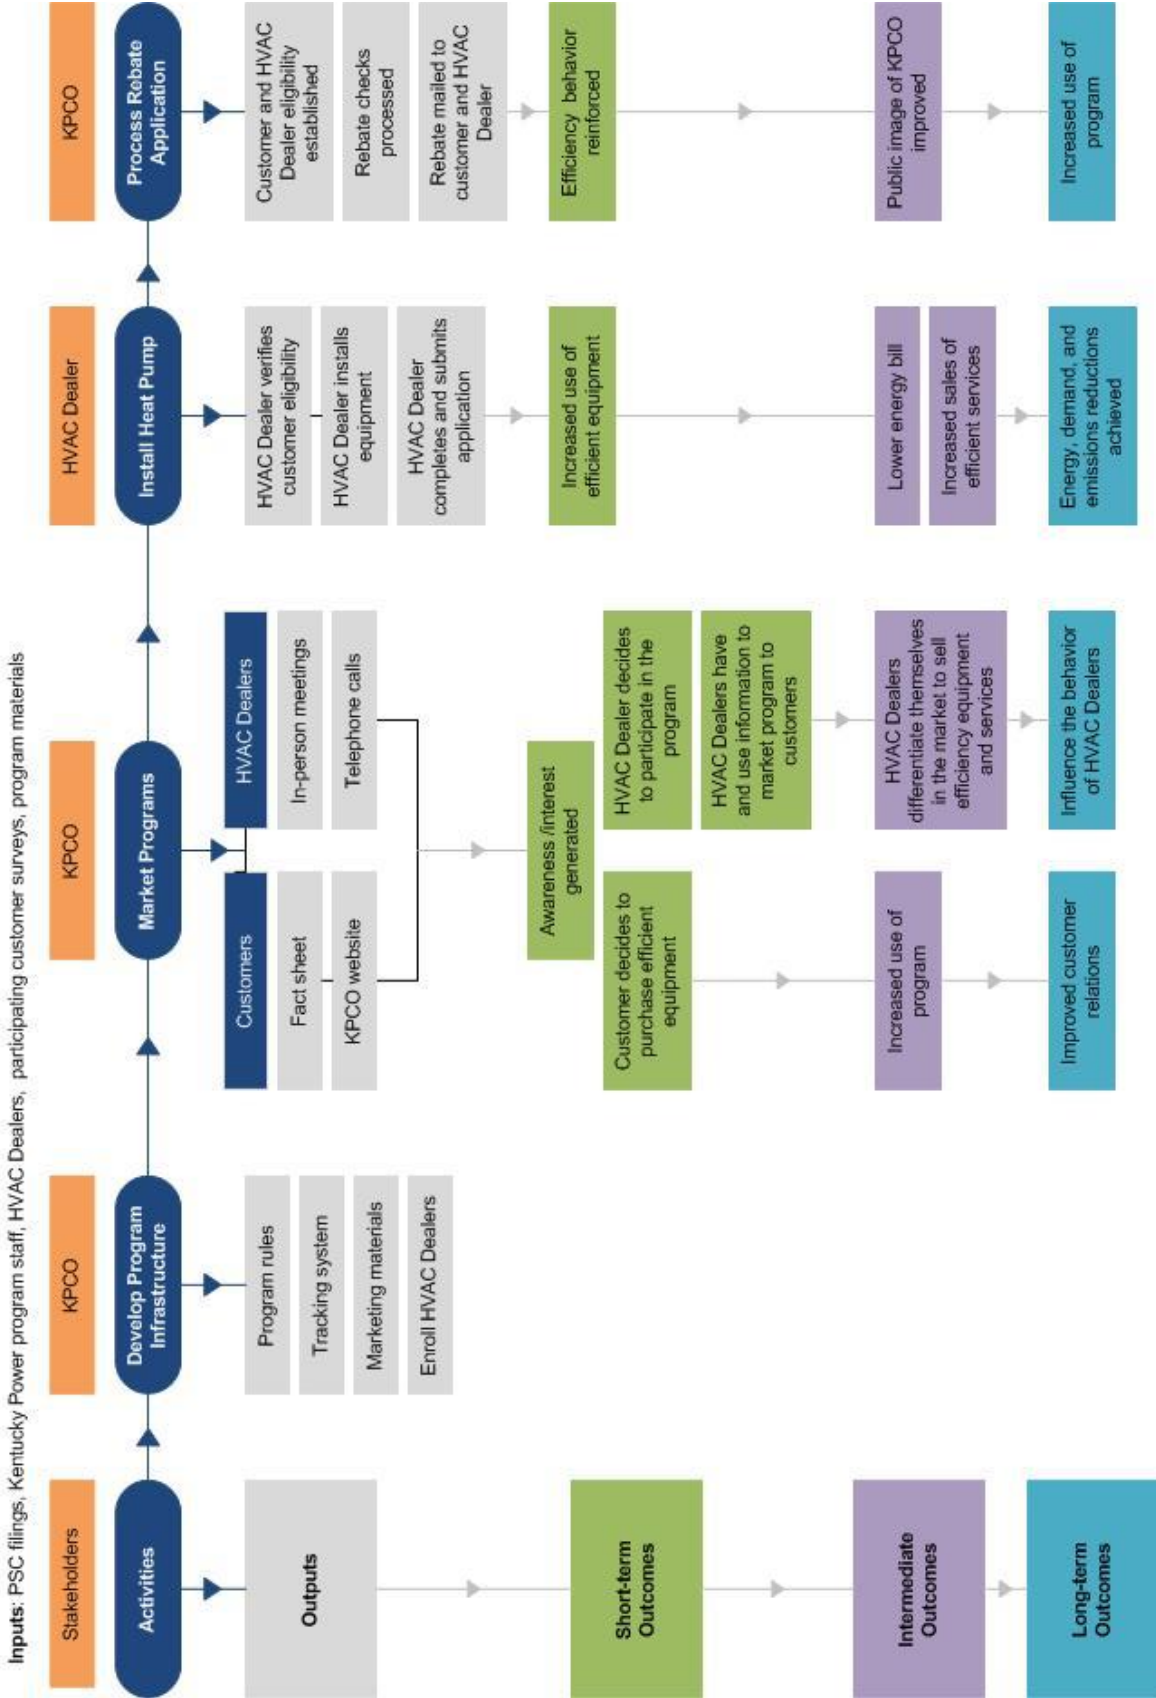 Inputs: PSC filings, Kentucky Power program staff, HVAC Dealers, participating customer surveys, program materials
Stakeholders
KPCO
KPCO
HVAC Dealer
KPCO
Activities
Develop Program
Infrastructure
Market Programs
Install Heat Pump
Process Rebate
Application
Outputs
Program rules
Tracking system
Marketing materials
Enroll HVAC Dealers
Customers
Fact sheet
KPCO website
HVAC Dealers
In-person meetings
Telephone calls
HVAC Dealer verifies
customer eligibility
HVAC Dealer installs
equipment
HVAC Dealer
completes and submits
application
Customer and HVAC
Dealer eligibility
established
Rebate checks
processed
Rebate mailed to
customer and HVAC
Dealer
Short-term
Outcomes
Awareness /interest
generated
Customer decides to
purchase efficient
equipment
HVAC Dealer decides
to participate in the
program
HVAC Dealers have
and use information to
market program to
customers
Increased use of
efficient equipment
Efficiency behavior
reinforced
Intermediate
Outcomes
Increased use of
program
HVAC Dealers
differentiate themselves
in the market to sell
efficiency equipment
and services
Lower energy bill
Increased sales of
efficient services
Public image of KPCO
improved
Long-term
Outcomes
Improved customer
relations
Influence the behavior
of HVAC Dealers
Energy, demand, and
emissions reductions
achieved
Increased use of
program